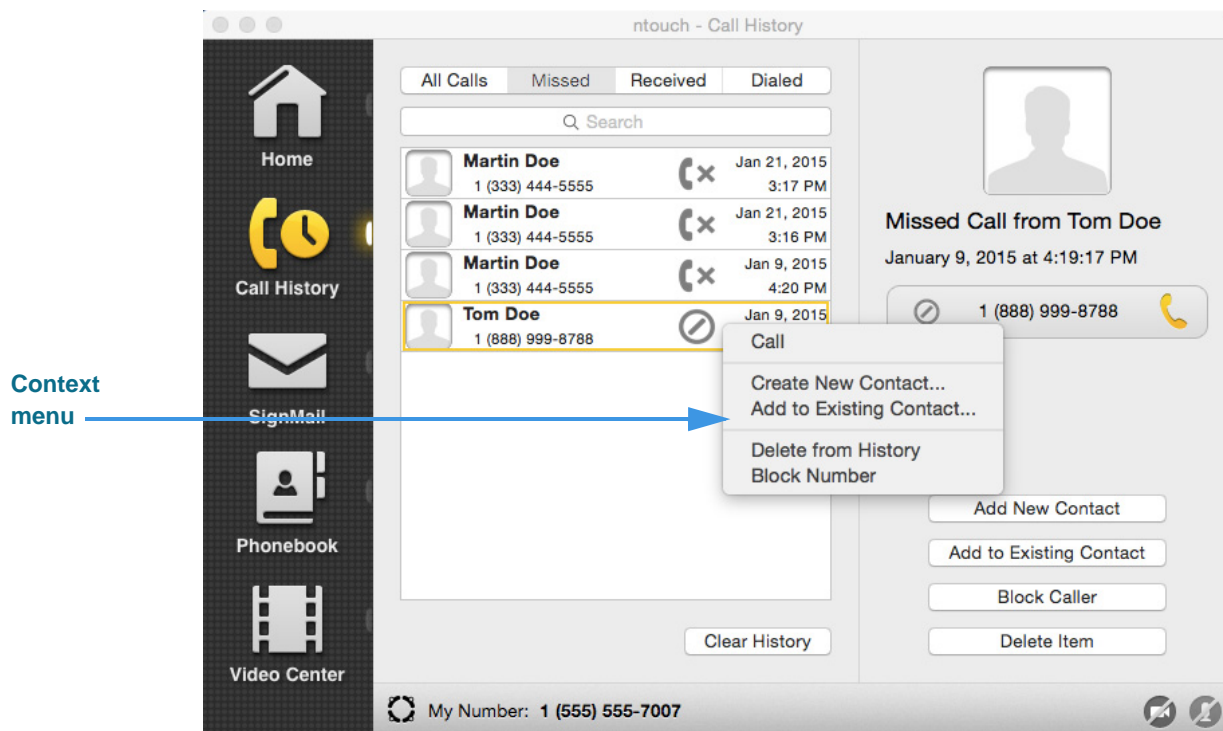 ntouch - Call History
All Calls Missed Received Dialed
Search
Home
Call History
SignMail
Phonebook
Video Center
Context
menu
Martin Doe
1 (333) 444-5555
Jan 21, 2015
3:17 PM
Martin Doe
1 (333) 444-5555
Jan 21, 2015
3:16 PM
Martin Doe
1 (333) 444-5555
Jan 9, 2015
4:20 PM
Tom Doe
1 (888) 999-8788
Jan 9, 2015
Call
Create New Contact...
Add to Existing Contact...
Delete from History
Block Number
Clear History
Missed Call from Tom Doe
January 9, 2015 at 4:19:17 PM
1 (888) 999-8788
Add New Contact
Add to Existing Contact
Block Caller
Delete Item
My Number: 1 (555) 555-7007